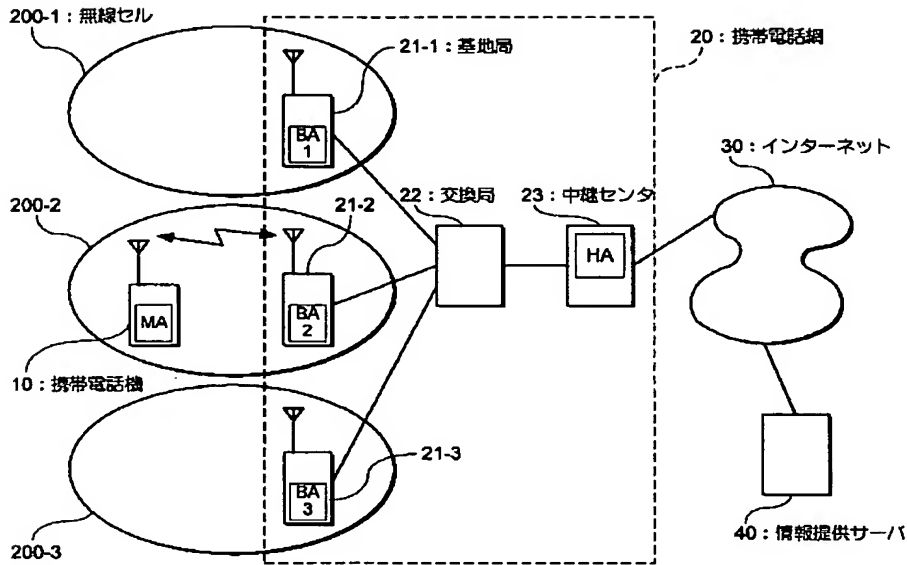 200-1：無線セル
21-1：基地局
20：携帯電話網
BA
1
30：インターネット
22：交換局
23：中継センタ
200-2
21-2
HA
MA
BA
2
10：携帯電話機
21-3
BA
3
200-3
40：情報提供サーバ